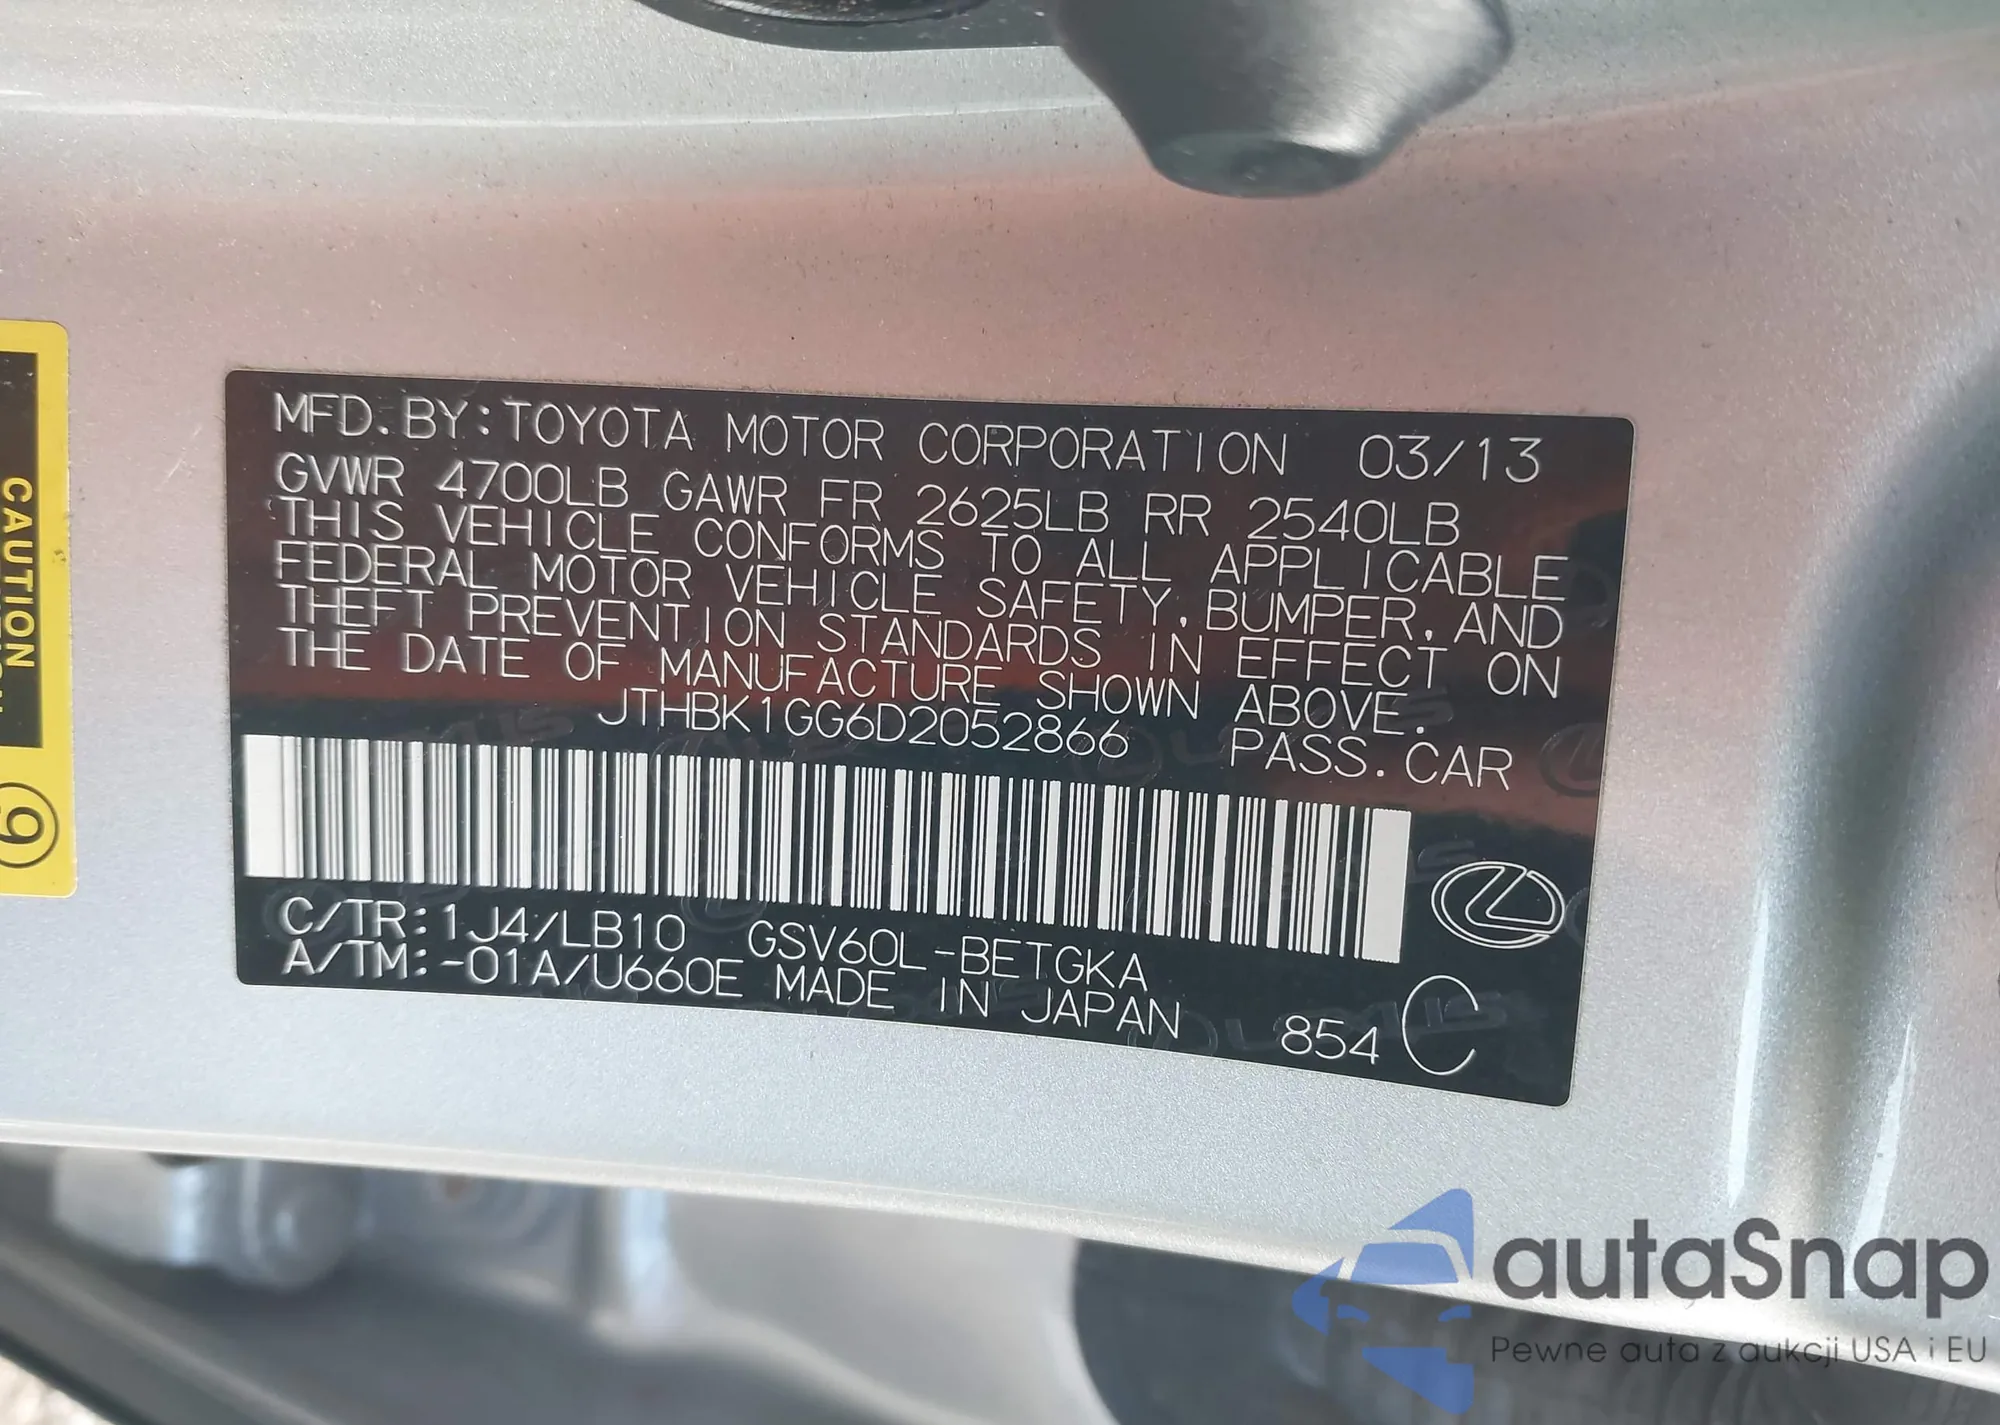 MFD. BY: TOYOTA MOTOR CORPORATION 03/13
GVWR 4700LB GAWR FR 2625LB RR 2540LB
THIS VEHICLE CONFORMS TO ALL APPLICABLE
FEDERAL MOTOR VEHICLE SAFETY, BUMPER, AND
THEFT PREVENTION STANDARDS IN EFFECT ON
THE DATE OF MANUFACTURE SHOWN ABOVE.
JTHBK1GG6D2052866 PASS. CAR
C/TR: 1J4/LB10 GSV60L-BETGKA
A/TM: -01A/U660E MADE IN JAPAN 854 C
CAUTION
9
autaSnap
Pewne auta z aukcji USA i EU